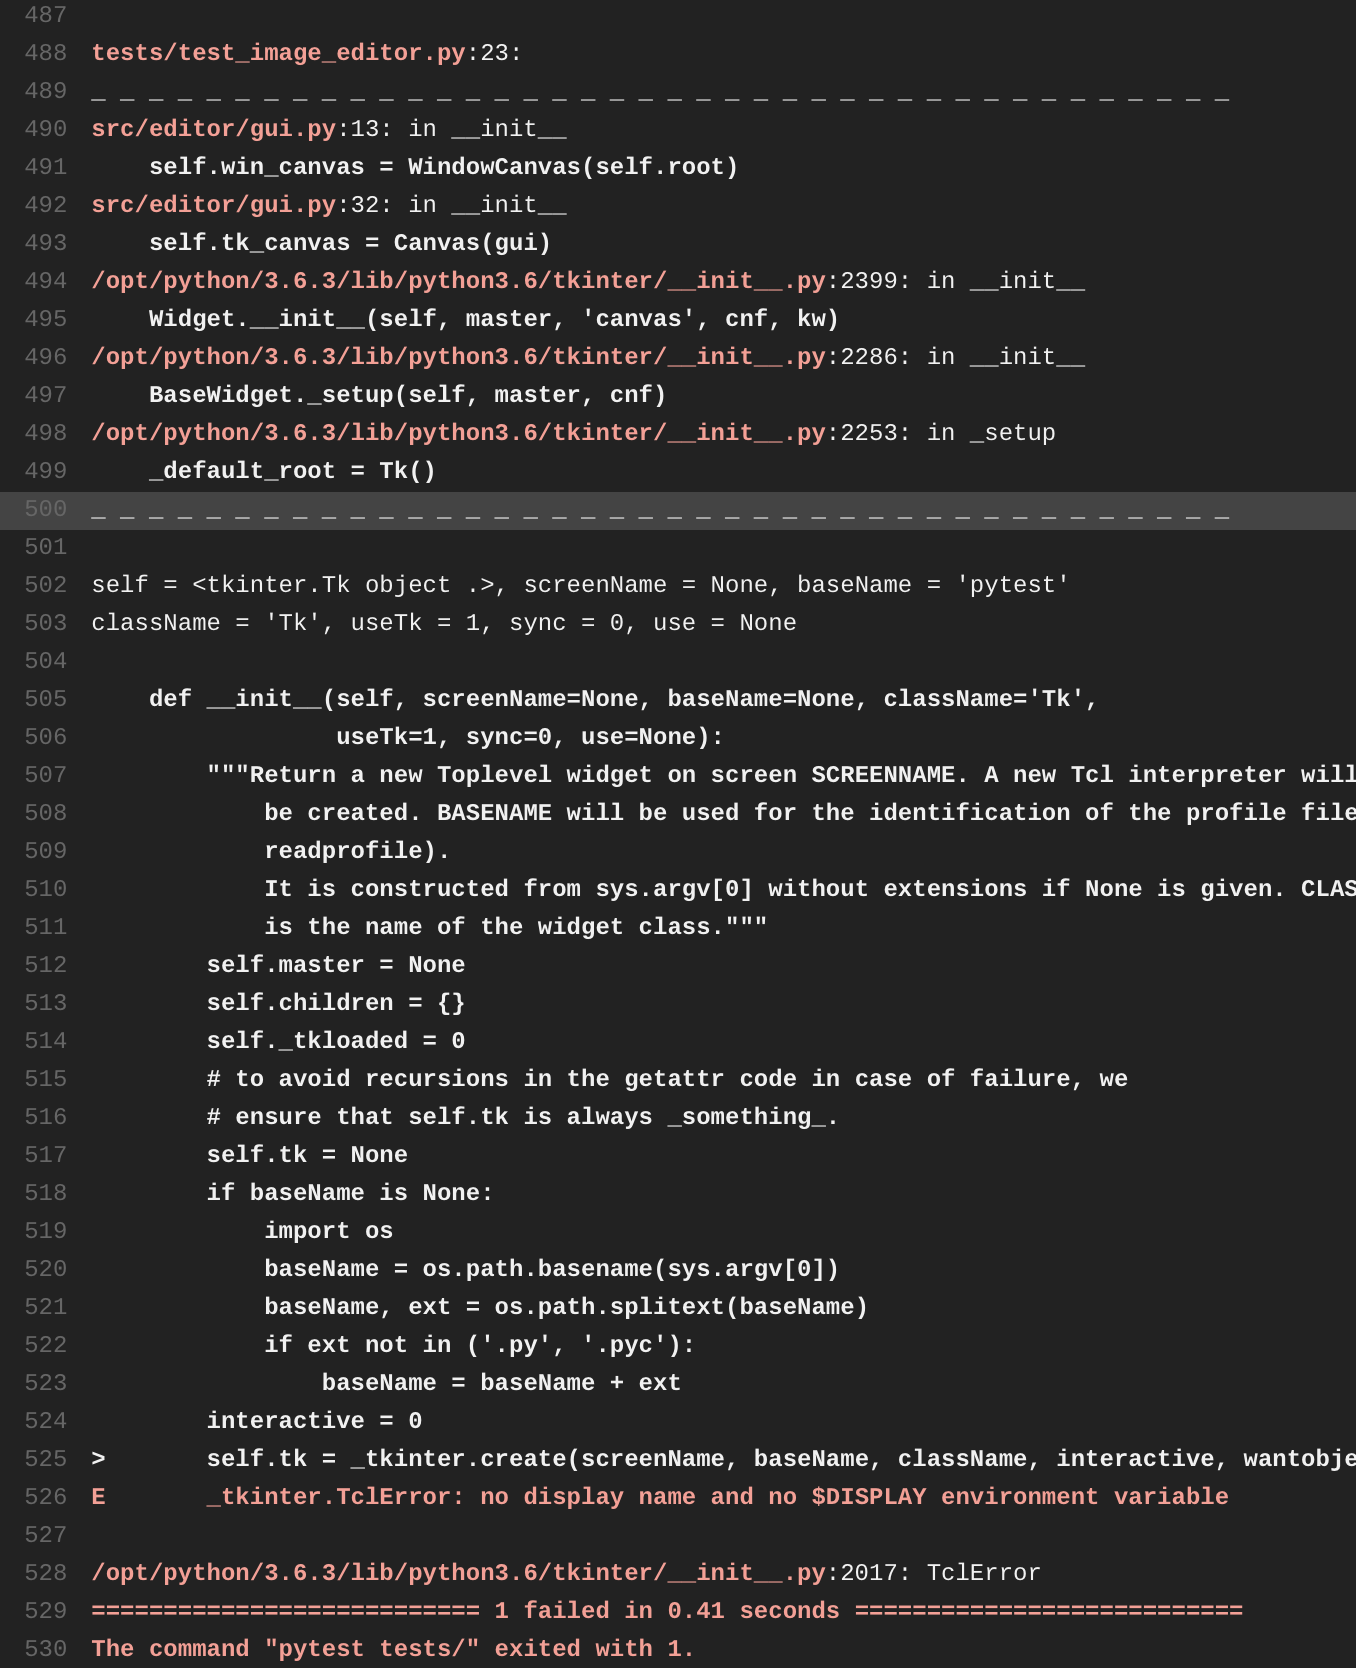 487
488 tests/test_image_editor.py:23:
489 _ _ _ _ _ _ _ _ _ _ _ _ _ _ _ _ _ _ _ _ _ _ _ _ _ _ _ _ _ _ _ _ _ _ _ _ _ _ _ _
490 src/editor/gui.py:13: in __init__
491     self.win_canvas = WindowCanvas(self.root)
492 src/editor/gui.py:32: in __init__
493     self.tk_canvas = Canvas(gui)
494 /opt/python/3.6.3/lib/python3.6/tkinter/__init__.py:2399: in __init__
495     Widget.__init__(self, master, 'canvas', cnf, kw)
496 /opt/python/3.6.3/lib/python3.6/tkinter/__init__.py:2286: in __init__
497     BaseWidget._setup(self, master, cnf)
498 /opt/python/3.6.3/lib/python3.6/tkinter/__init__.py:2253: in _setup
499     _default_root = Tk()
500 _ _ _ _ _ _ _ _ _ _ _ _ _ _ _ _ _ _ _ _ _ _ _ _ _ _ _ _ _ _ _ _ _ _ _ _ _ _ _ _
501
502 self = <tkinter.Tk object .>, screenName = None, baseName = 'pytest'
503 className = 'Tk', useTk = 1, sync = 0, use = None
504
505     def __init__(self, screenName=None, baseName=None, className='Tk',
506                  useTk=1, sync=0, use=None):
507         """Return a new Toplevel widget on screen SCREENNAME. A new Tcl interpreter will
508             be created. BASENAME will be used for the identification of the profile file
509             readprofile).
510             It is constructed from sys.argv[0] without extensions if None is given. CLAS
511             is the name of the widget class."""
512         self.master = None
513         self.children = {}
514         self._tkloaded = 0
515         # to avoid recursions in the getattr code in case of failure, we
516         # ensure that self.tk is always _something_.
517         self.tk = None
518         if baseName is None:
519             import os
520             baseName = os.path.basename(sys.argv[0])
521             baseName, ext = os.path.splitext(baseName)
522             if ext not in ('.py', '.pyc'):
523                 baseName = baseName + ext
524         interactive = 0
525 >       self.tk = _tkinter.create(screenName, baseName, className, interactive, wantobje
526 E       _tkinter.TclError: no display name and no $DISPLAY environment variable
527
528 /opt/python/3.6.3/lib/python3.6/tkinter/__init__.py:2017: TclError
529 =========================== 1 failed in 0.41 seconds ===========================
530 The command "pytest tests/" exited with 1.